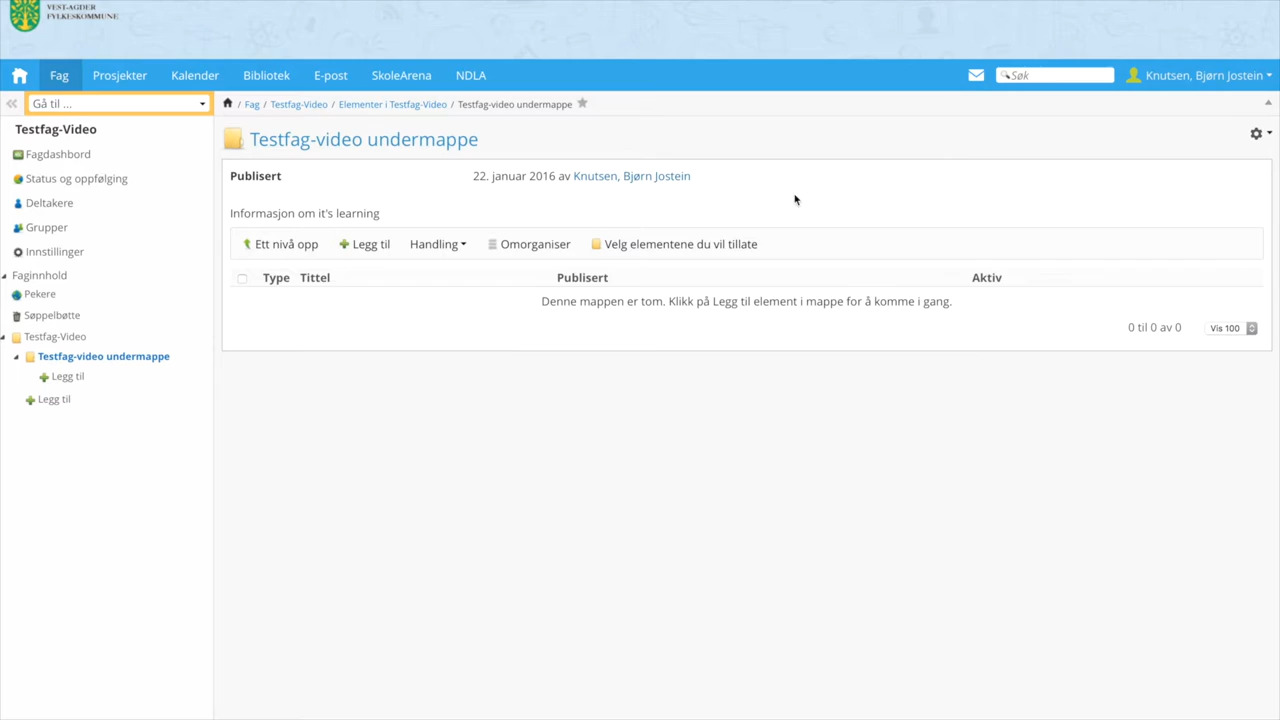 VEST-AGDER
FYLKESKOMMUNE
Fag Prosjekter Kalender Bibliotek E-post SkoleArena NDLA Søk Knutsen, Bjørn Jostein
Gå til ... / Fag / Testfag-Video / Elementer i Testfag-Video / Testfag-video undermappe
Testfag-Video
Fagdashbord
Status og oppfølging
Deltakere
Grupper
Innstillinger
Faginnhold
Pekere
Søppelbøtte
Testfag-Video
Testfag-video undermappe
Legg til
Legg til
Testfag-video undermappe
Publisert 22. januar 2016 av Knutsen, Bjørn Jostein
Informasjon om it's learning
Ett nivå opp Legg til Handling Omorganiser Velg elementene du vil tillate
Type Tittel Publisert Aktiv
Denne mappen er tom. Klikk på Legg til element i mappe for å komme i gang.
0 til 0 av 0 Vis 100